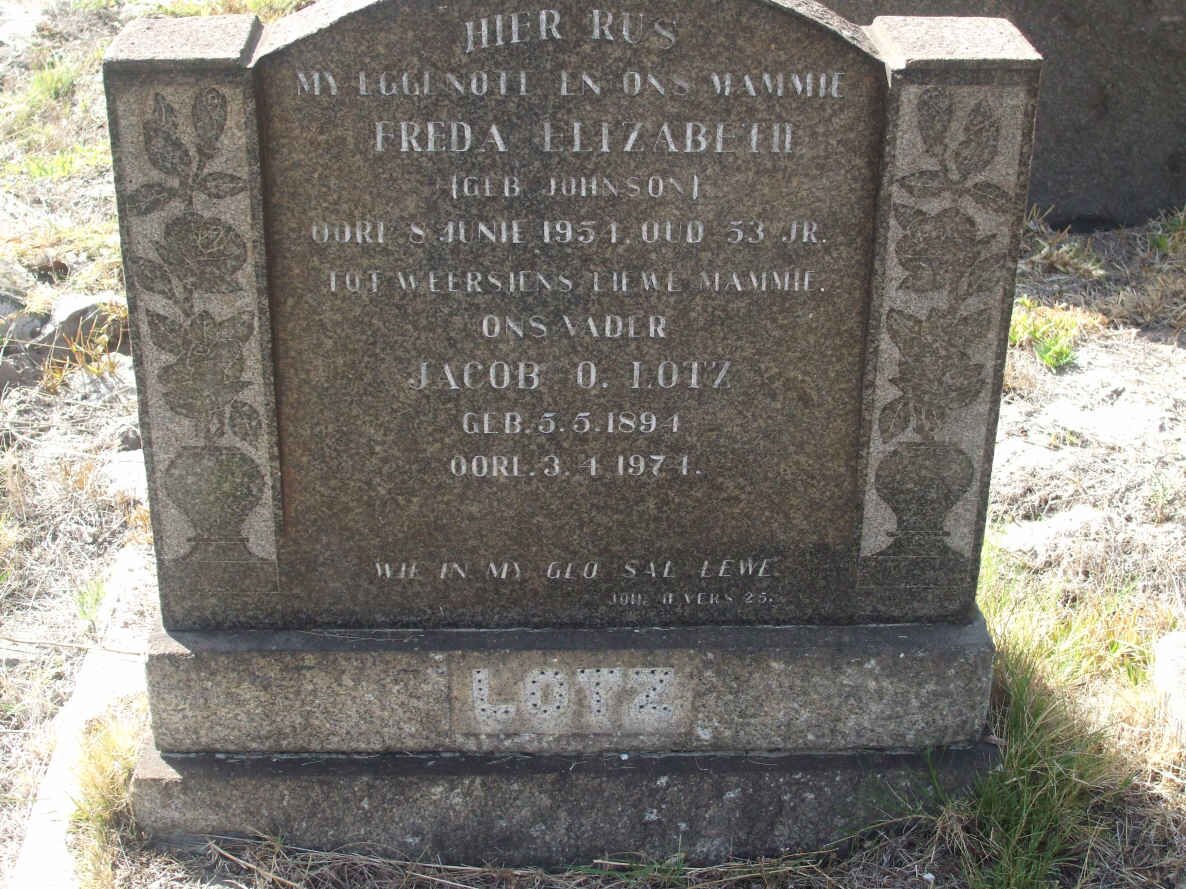 HIER RUS
MY EGGENOTE EN ONS MAMMIE
FREDA ELIZABETH
(GEB JOHNSON)
OORL 8 JUNIE 1954. OUD 53 JR.
TOT WEERSIENS LIEWE MAMMIE.
ONS VADER
JACOB O. LOTZ
GEB. 5.5.1894
OORL. 3.4.1974.
WIE IN MY GLO SAL LEWE
JOH. 11 VERS 25.
LOTZ